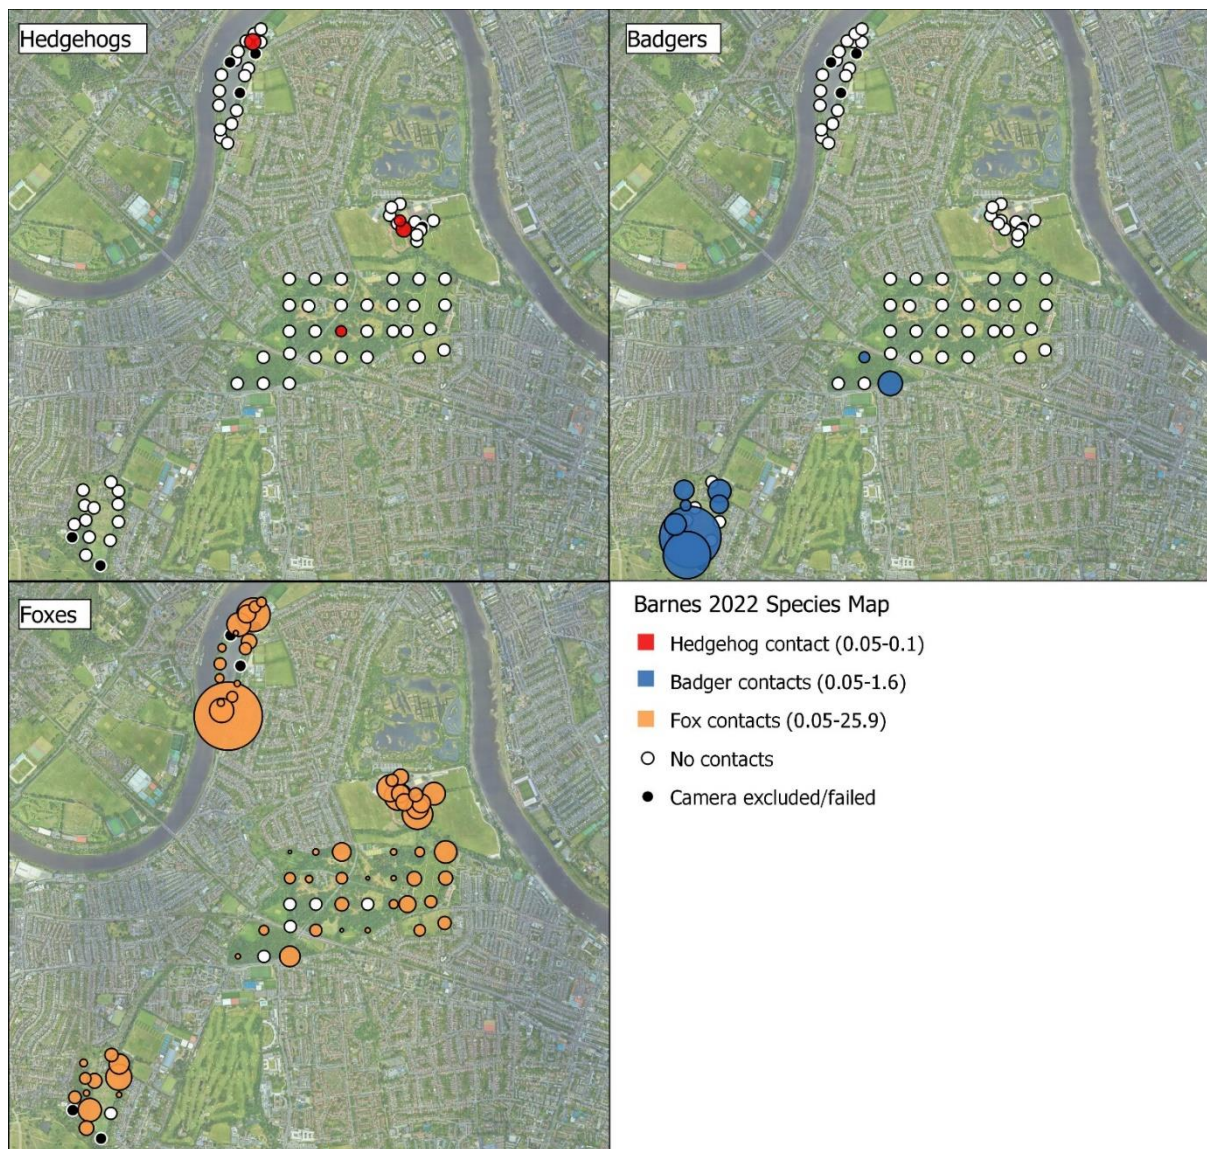 Hedgehogs
Badgers
Foxes
Barnes 2022 Species Map
Hedgehog contact (0.05-0.1)
Badger contacts (0.05-1.6)
Fox contacts (0.05-25.9)
No contacts
Camera excluded/failed